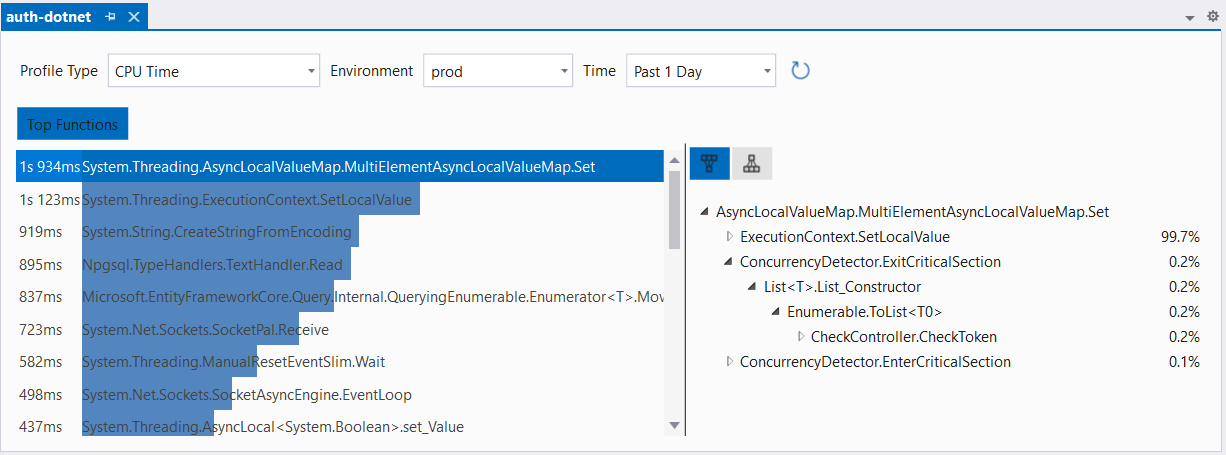 auth-dotnet
Profile Type CPU Time Environment prod Time Past 1 Day
Top Functions
1s 934ms System.Threading.AsyncLocalValueMap.MultiElementAsyncLocalValueMap.Set
1s 123ms System.Threading.ExecutionContext.SetLocalValue
919ms System.String.CreateStringFromEncoding
895ms Npgsql.TypeHandlers.TextHandler.Read
837ms Microsoft.EntityFrameworkCore.Query.Internal.QueryingEnumerable.Enumerator<T>.Mov
723ms System.Net.Sockets.SocketPal.Receive
582ms System.Threading.ManualResetEventSlim.Wait
498ms System.Net.Sockets.SocketAsyncEngine.EventLoop
437ms System.Threading.AsyncLocal<System.Boolean>.set_Value
AsyncLocalValueMap.MultiElementAsyncLocalValueMap.Set
ExecutionContext.SetLocalValue 99.7%
ConcurrencyDetector.ExitCriticalSection 0.2%
List<T>.List_Constructor 0.2%
Enumerable.ToList<T0> 0.2%
CheckController.CheckToken 0.2%
ConcurrencyDetector.EnterCriticalSection 0.1%